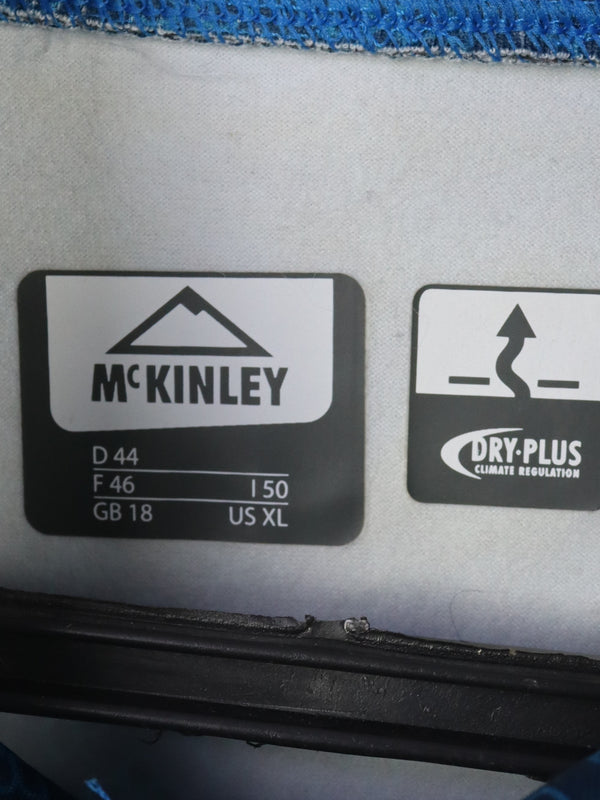 McKINLEY
D 44
F 46 I 50
GB 18 US XL
DRY·PLUS
CLIMATE REGULATION